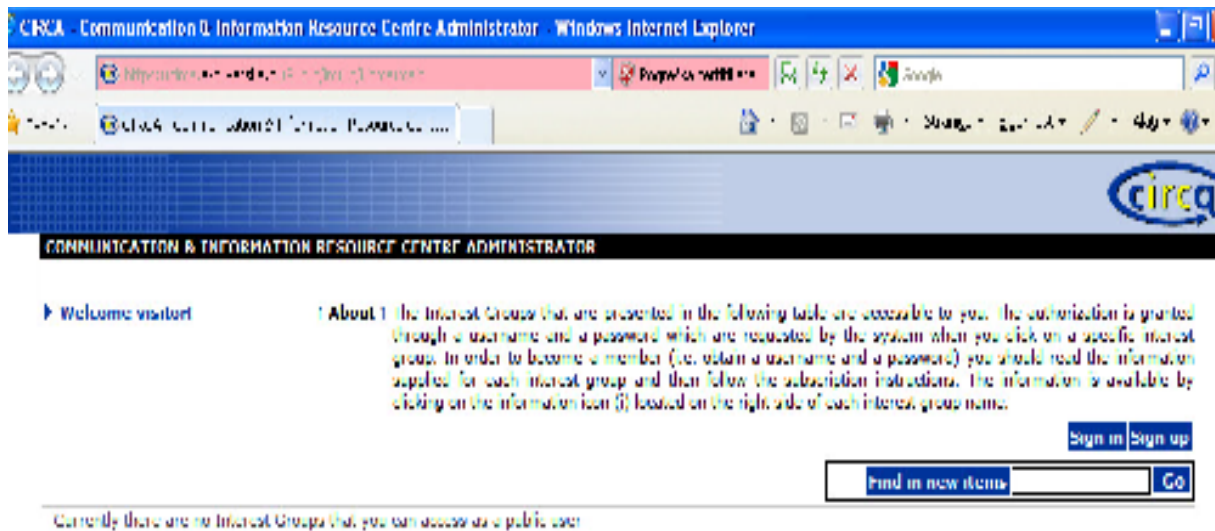 CIRCA - Communication & Information Resource Centre Administrator - Windows Internet Explorer
Google
circa
COMMUNICATION & INFORMATION RESOURCE CENTRE ADMINISTRATOR
Welcome visitor!
About The Interest Groups that are presented in the following table are accessible to you. The authorization is granted
through a username and a password which are requested by the system when you click on a specific interest
group. In order to become a member (i.e. obtain a username and a password) you should read the information
supplied for each interest group and then follow the subscription instructions. The information is available by
clicking on the information icon (i) located on the right side of each interest group name.
Sign in Sign up
Find in new items Go
Currently there are no Interest Groups that you can access as a public user